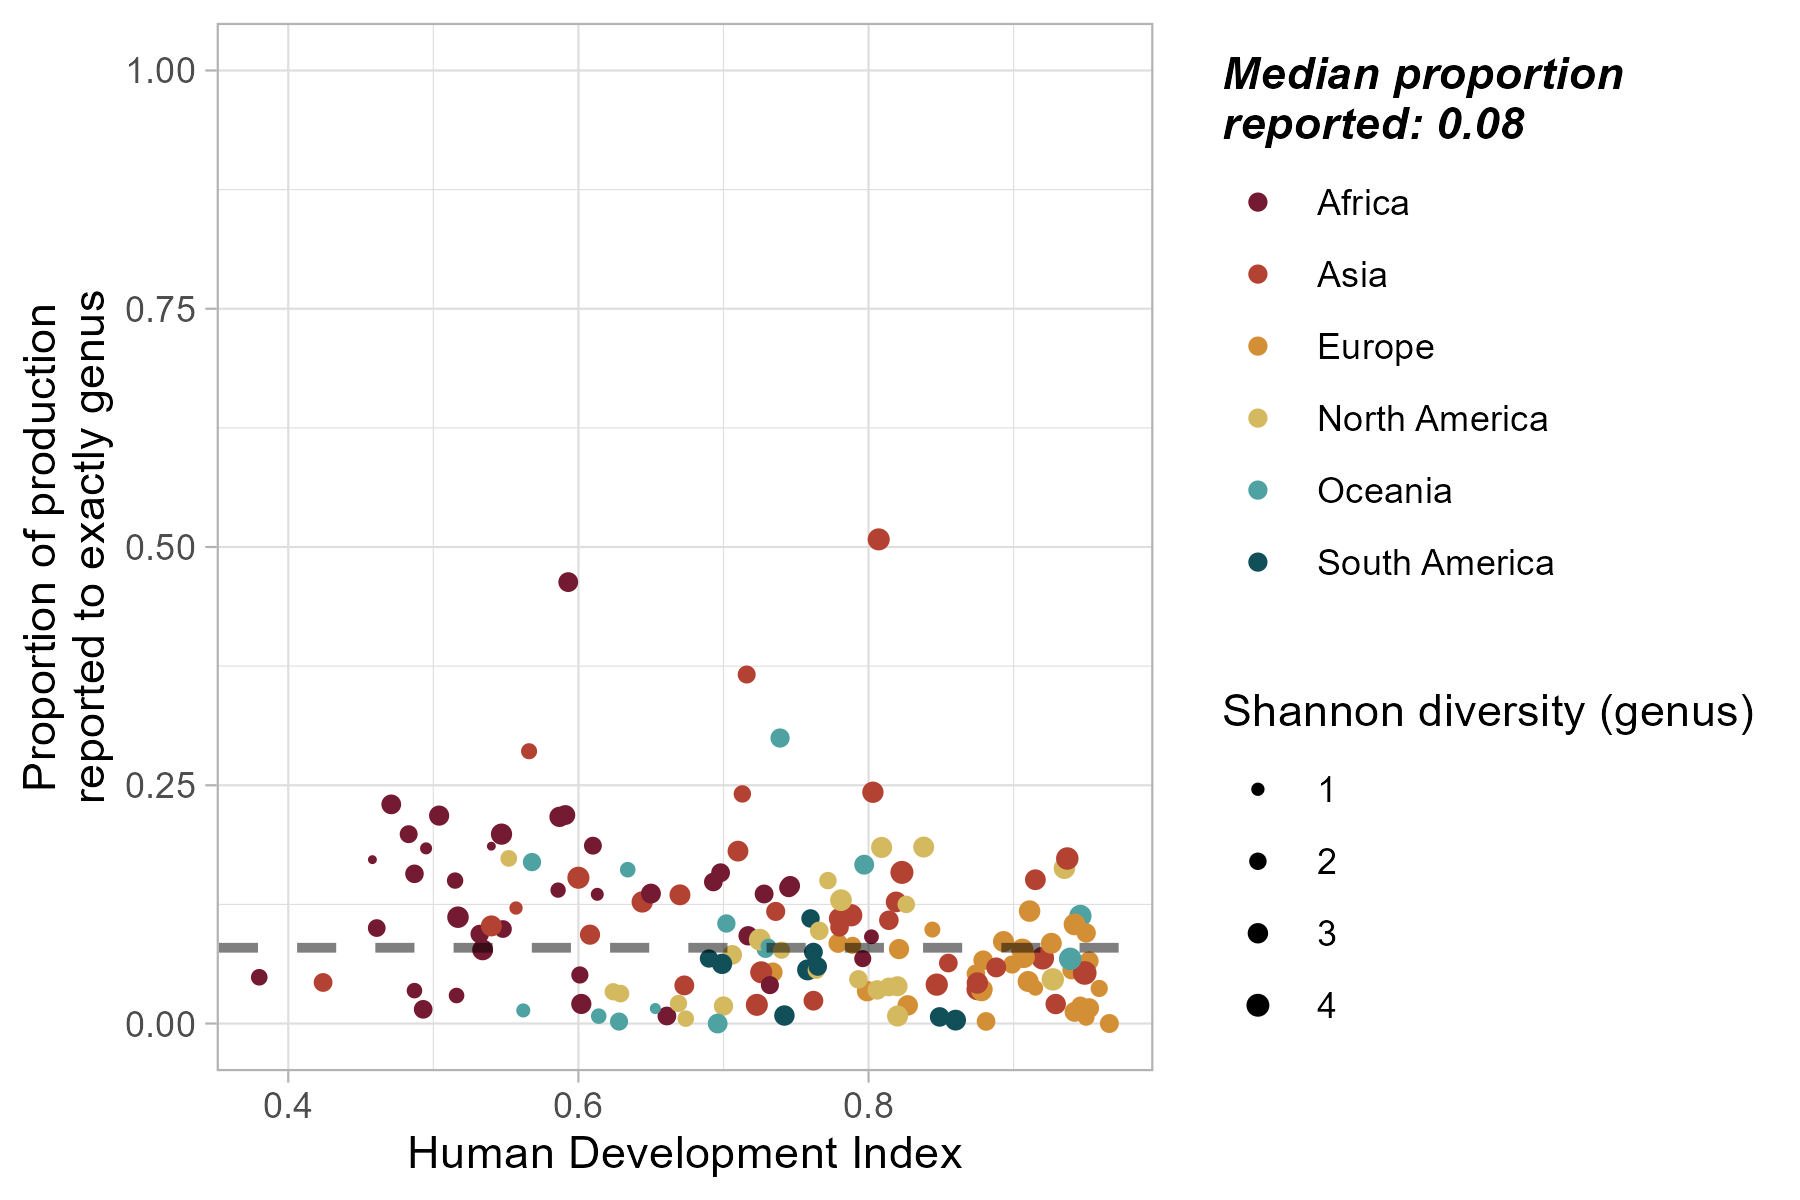 Proportion of production
reported to exactly genus
1.00
0.75
0.50
0.25
0.00
0.4
0.6
0.8
Human Development Index
Median proportion
reported: 0.08
Africa
Asia
Europe
North America
Oceania
South America
Shannon diversity (genus)
1
2
3
4